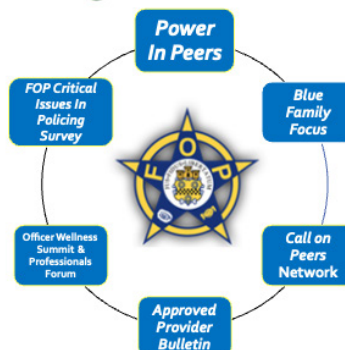 Power
In Peers
FOP Critical
Issues In
Policing
Survey
Blue
Family
Focus
F O P
Officer Wellness
Summit &
Professionals
Forum
Call on
Peers
Network
Approved
Provider
Bulletin